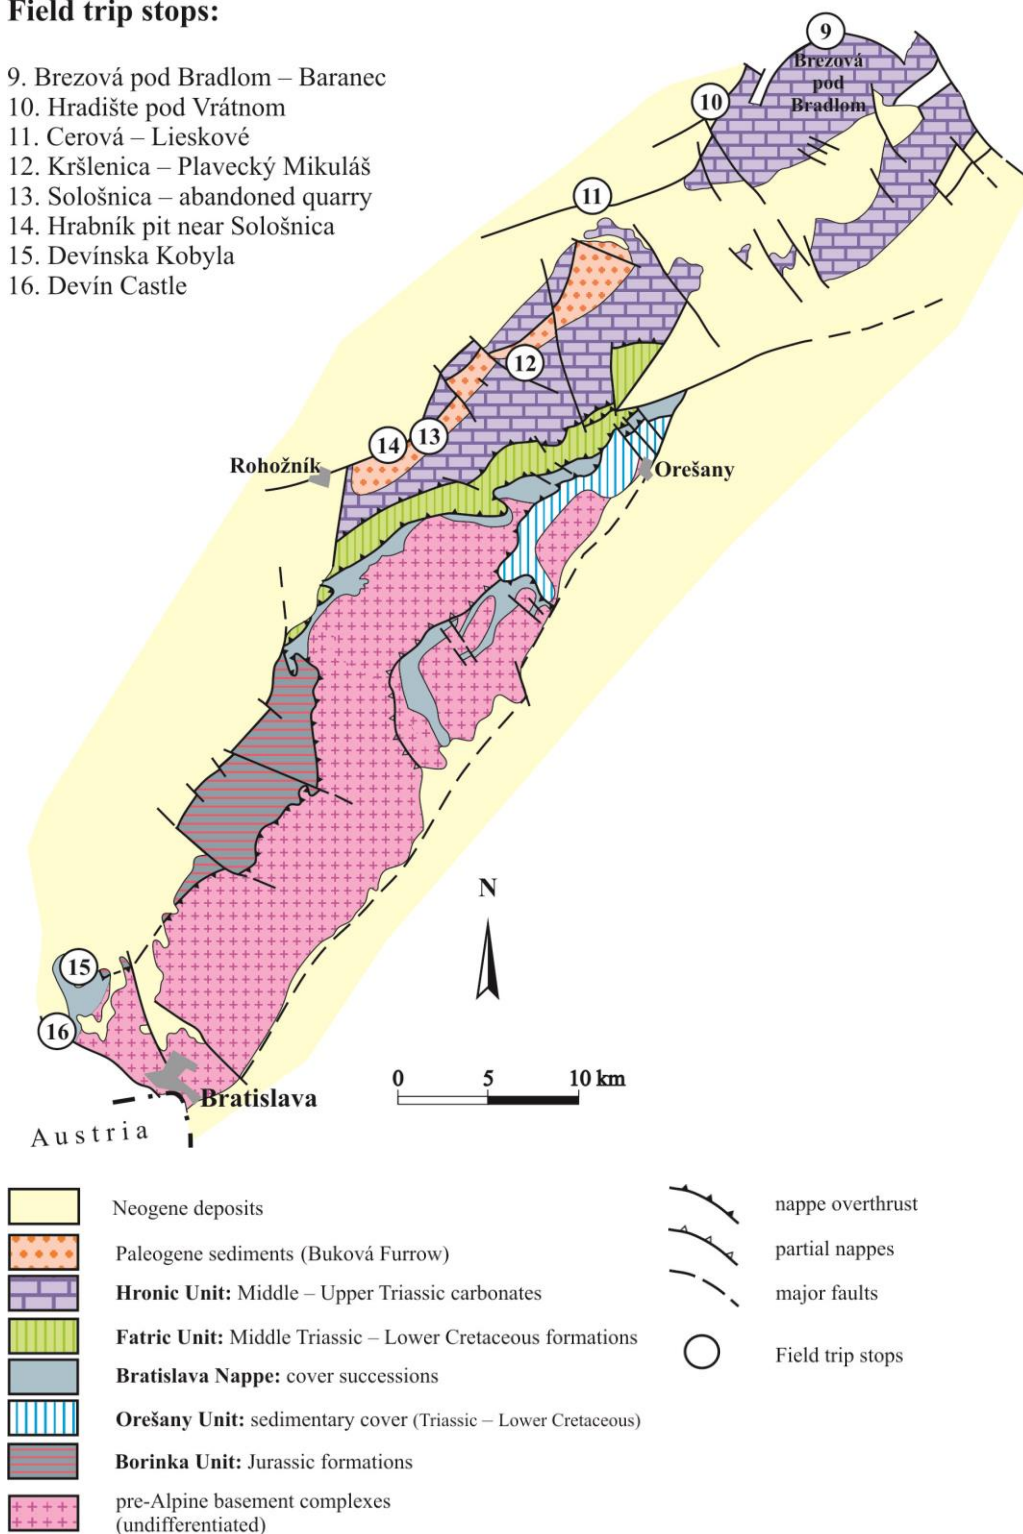 Field trip stops:
9. Brezová pod Bradlom – Baranec
10. Hradište pod Vrátnom
11. Cerová – Lieskové
12. Kršlenica – Plavecký Mikuláš
13. Sološnica – abandoned quarry
14. Hrabník pit near Sološnica
15. Devínska Kobyla
16. Devín Castle
9
Brezová
pod
Bradlom
10
11
12
13
14
Rohožník
Orešany
N
15
16
0 5 10 km
Bratislava
Austria
Neogene deposits
Paleogene sediments (Buková Furrow)
Hronic Unit: Middle – Upper Triassic carbonates
Fatric Unit: Middle Triassic – Lower Cretaceous formations
Bratislava Nappe: cover successions
Orešany Unit: sedimentary cover (Triassic – Lower Cretaceous)
Borinka Unit: Jurassic formations
pre-Alpine basement complexes
(undifferentiated)
nappe overthrust
partial nappes
major faults
Field trip stops